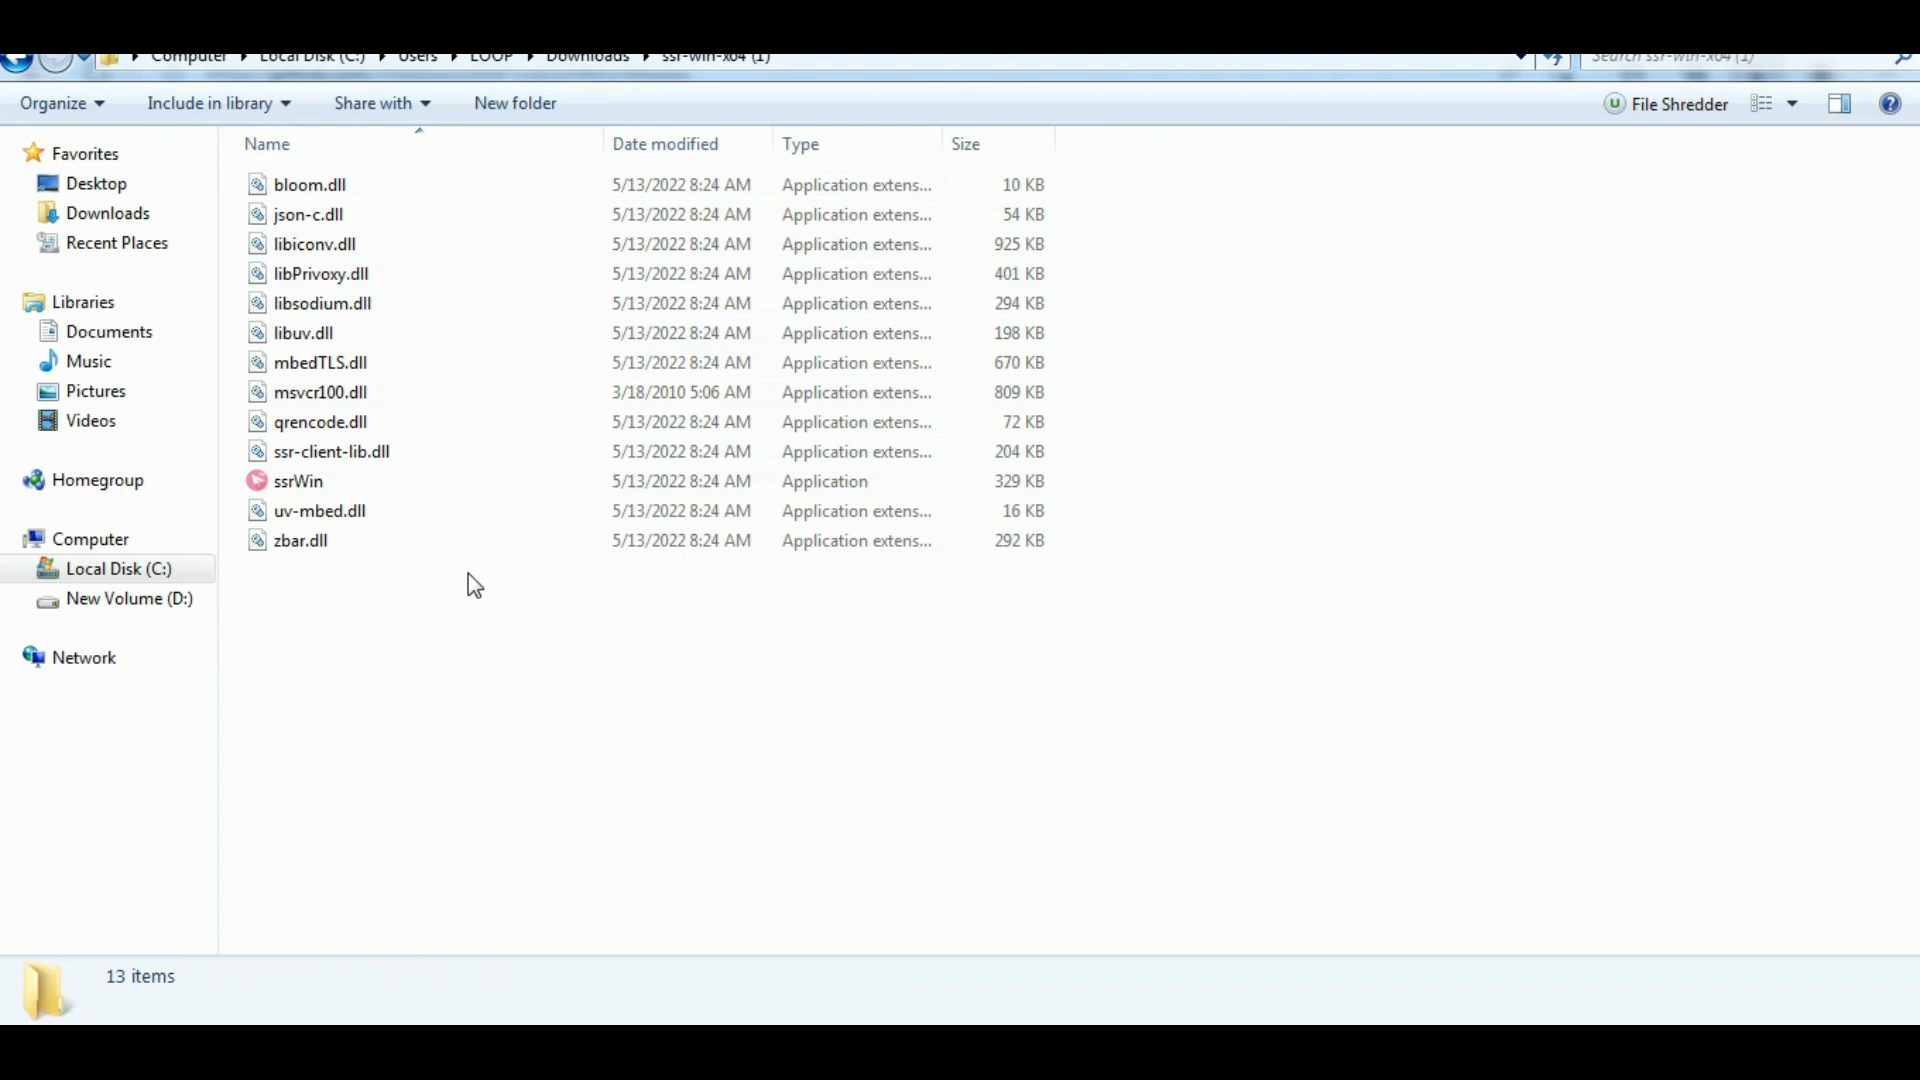 Computer Local Disk (C:) Users LOOP Downloads ssr-win-x64 (1) Search ssr-win-x64 (1)
Organize Include in library Share with New folder File Shredder
Favorites
Desktop
Downloads
Recent Places
Libraries
Documents
Music
Pictures
Videos
Homegroup
Computer
Local Disk (C:)
New Volume (D:)
Network
Name Date modified Type Size
bloom.dll 5/13/2022 8:24 AM Application extens... 10 KB
json-c.dll 5/13/2022 8:24 AM Application extens... 54 KB
libiconv.dll 5/13/2022 8:24 AM Application extens... 925 KB
libPrivoxy.dll 5/13/2022 8:24 AM Application extens... 401 KB
libsodium.dll 5/13/2022 8:24 AM Application extens... 294 KB
libuv.dll 5/13/2022 8:24 AM Application extens... 198 KB
mbedTLS.dll 5/13/2022 8:24 AM Application extens... 670 KB
msvcr100.dll 3/18/2010 5:06 AM Application extens... 809 KB
qrencode.dll 5/13/2022 8:24 AM Application extens... 72 KB
ssr-client-lib.dll 5/13/2022 8:24 AM Application extens... 204 KB
ssrWin 5/13/2022 8:24 AM Application 329 KB
uv-mbed.dll 5/13/2022 8:24 AM Application extens... 16 KB
zbar.dll 5/13/2022 8:24 AM Application extens... 292 KB
13 items